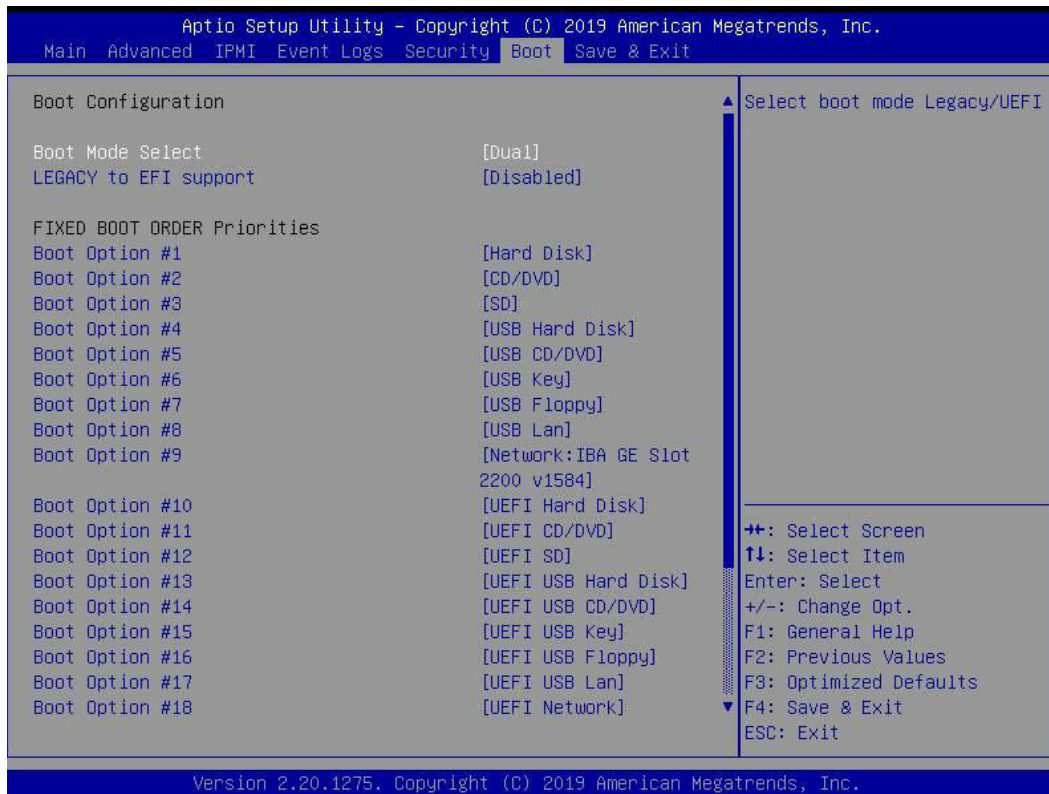 Aptio Setup Utility – Copyright (C) 2019 American Megatrends, Inc.
Main Advanced IPMI Event Logs Security Boot Save & Exit
Boot Configuration
Select boot mode Legacy/UEFI
Boot Mode Select [Dual]
LEGACY to EFI support [Disabled]
FIXED BOOT ORDER Priorities
Boot Option #1 [Hard Disk]
Boot Option #2 [CD/DVD]
Boot Option #3 [SD]
Boot Option #4 [USB Hard Disk]
Boot Option #5 [USB CD/DVD]
Boot Option #6 [USB Key]
Boot Option #7 [USB Floppy]
Boot Option #8 [USB Lan]
Boot Option #9 [Network:IBA GE Slot
2200 v1584]
Boot Option #10 [UEFI Hard Disk]
Boot Option #11 [UEFI CD/DVD]
Boot Option #12 [UEFI SD]
Boot Option #13 [UEFI USB Hard Disk]
Boot Option #14 [UEFI USB CD/DVD]
Boot Option #15 [UEFI USB Key]
Boot Option #16 [UEFI USB Floppy]
Boot Option #17 [UEFI USB Lan]
Boot Option #18 [UEFI Network]
→←: Select Screen
↑↓: Select Item
Enter: Select
+/-: Change Opt.
F1: General Help
F2: Previous Values
F3: Optimized Defaults
F4: Save & Exit
ESC: Exit
Version 2.20.1275. Copyright (C) 2019 American Megatrends, Inc.